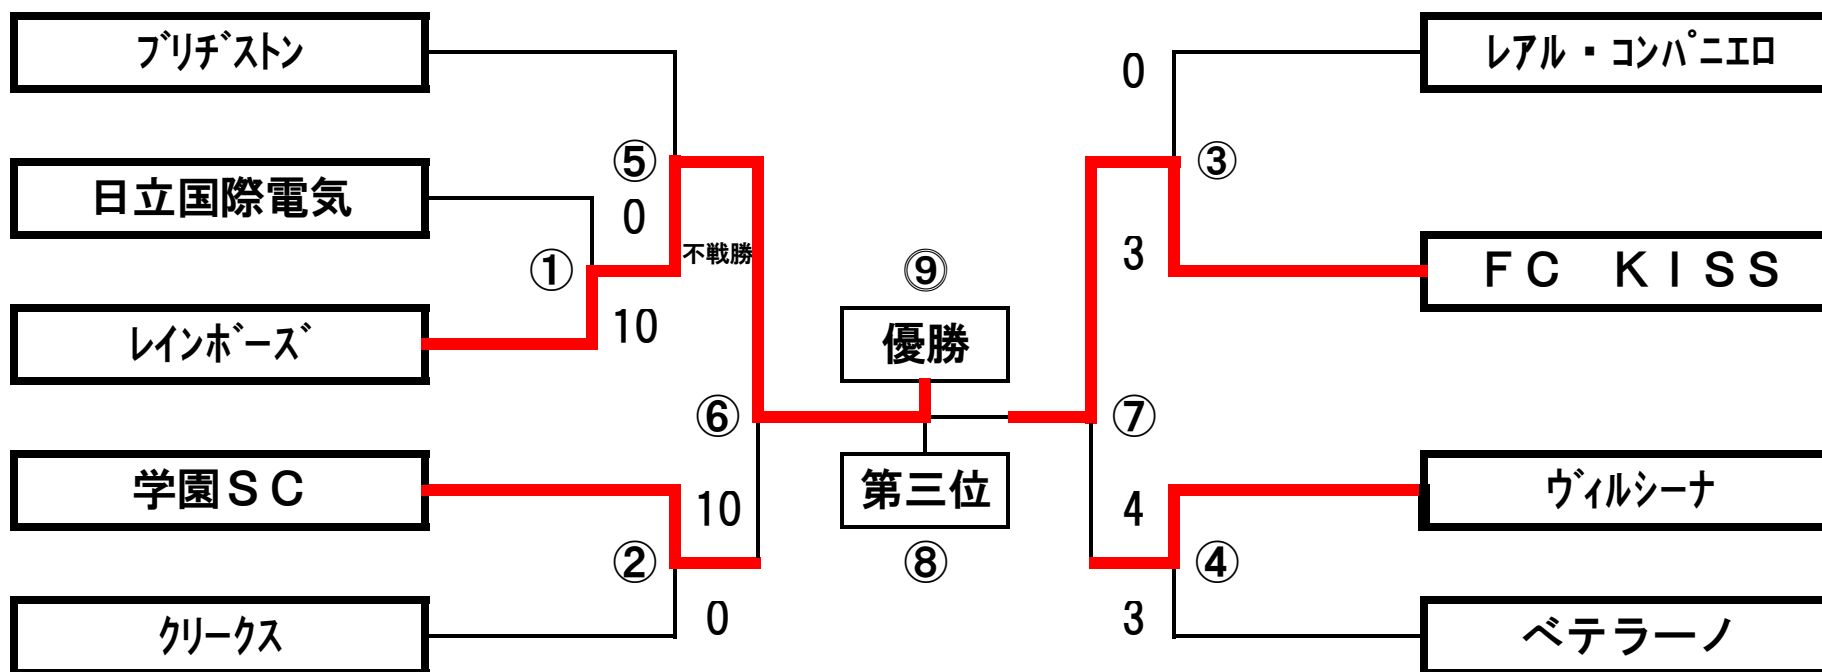 ﾌﾞﾘﾁﾞｽﾄﾝ
0
ﾚｱﾙ・ｺﾝﾊﾟﾆｴﾛ
⑤
③
日立国際電気
0
不戦勝
①
3
⑨
ＦＣ　ＫＩＳＳ
ﾚｲﾝﾎﾞｰｽﾞ
10
優勝
⑥
⑦
学園ＳＣ
10
第三位
4
ｳﾞｨﾙｼｰﾅ
②
⑧
④
ｸﾘｰｸｽ
0
3
ベテラーノ